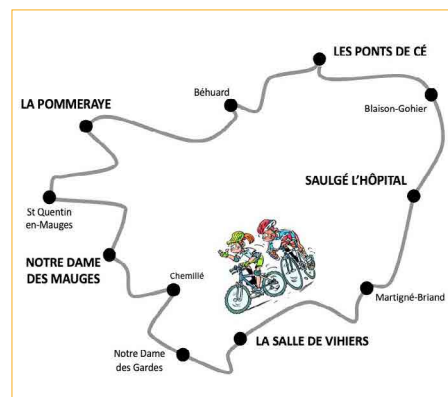 LES PONTS DE CÉ
Béhuard
LA POMMERAYE
Blaison-Gohier
SAULGÉ L'HÔPITAL
St Quentin
en-Mauges
NOTRE DAME
DES MAUGES
Chemillé
Martigné-Briand
LA SALLE DE VIHIERS
Notre Dame
des Gardes